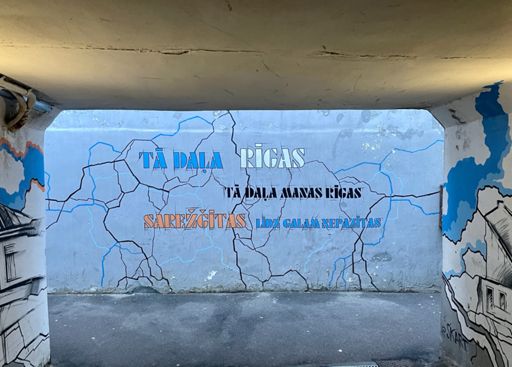 TĀ DAĻA RĪGAS
TĀ DAĻA MANAS RĪGAS
SAREŽĢĪTAS LĪDZ GALAM NEPAZĪTAS